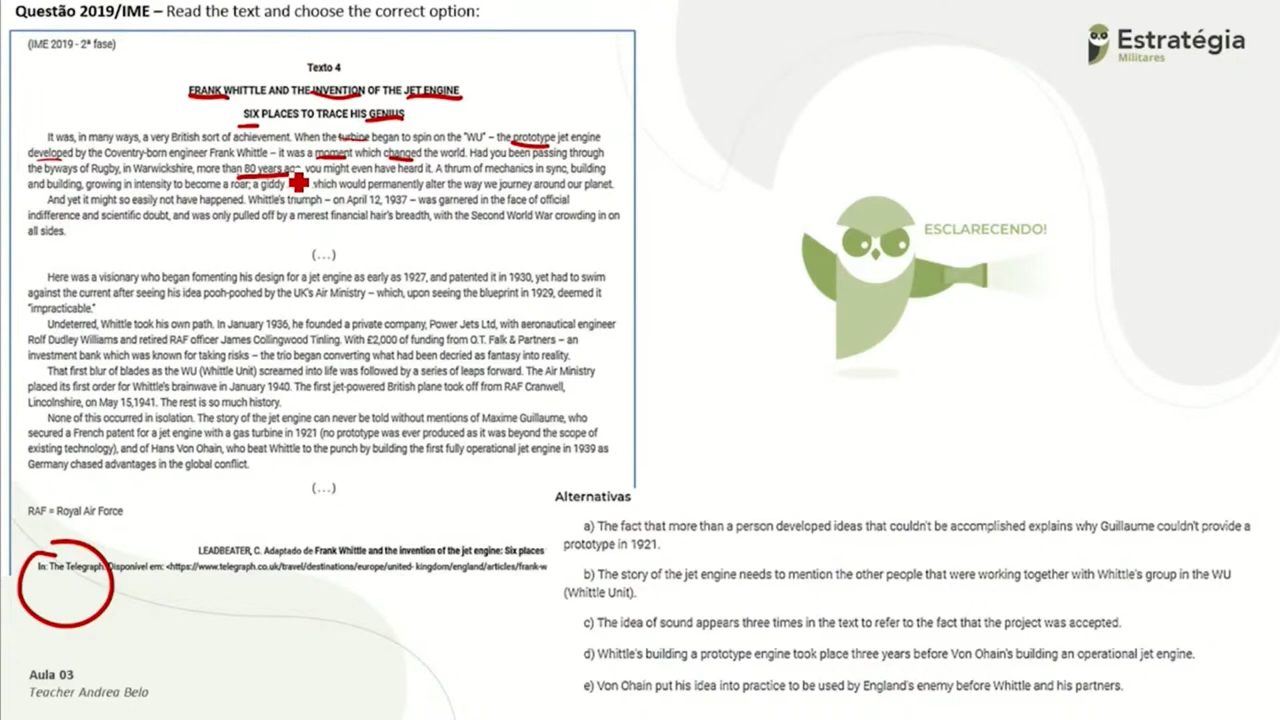 Questão 2019/IME – Read the text and choose the correct option:
Estratégia
Militares
(IME 2019 - 2ª fase)
Texto 4
FRANK WHITTLE AND THE INVENTION OF THE JET ENGINE
SIX PLACES TO TRACE HIS GENIUS
It was, in many ways, a very British sort of achievement. When the turbine began to spin on the "WU" – the prototype jet engine
developed by the Coventry-born engineer Frank Whittle – it was a moment which changed the world. Had you been passing through
the byways of Rugby, in Warwickshire, more than 80 years ago, you might even have heard it. A thrum of mechanics in sync, building
and building, growing in intensity to become a roar; a giddy which would permanently alter the way we journey around our planet.
And yet it might so easily not have happened. Whittle's triumph – on April 12, 1937 – was garnered in the face of official
indifference and scientific doubt, and was only pulled off by a merest financial hair's breadth, with the Second World War crowding in on
all sides.
(...)
Here was a visionary who began fomenting his design for a jet engine as early as 1927, and patented it in 1930, yet had to swim
against the current after seeing his idea pooh-poohed by the UK's Air Ministry – which, upon seeing the blueprint in 1929, deemed it
"impracticable."
Undeterred, Whittle took his own path. In January 1936, he founded a private company, Power Jets Ltd, with aeronautical engineer
Rolf Dudley Williams and retired RAF officer James Collingwood Tinling. With £2,000 of funding from O.T. Falk & Partners – an
investment bank which was known for taking risks – the trio began converting what had been decried as fantasy into reality.
That first blur of blades as the WU (Whittle Unit) screamed into life was followed by a series of leaps forward. The Air Ministry
placed its first order for Whittle's brainwave in January 1940. The first jet-powered British plane took off from RAF Cranwell,
Lincolnshire, on May 15,1941. The rest is so much history.
None of this occurred in isolation. The story of the jet engine can never be told without mentions of Maxime Guillaume, who
secured a French patent for a jet engine with a gas turbine in 1921 (no prototype was ever produced as it was beyond the scope of
existing technology), and of Hans Von Ohain, who beat Whittle to the punch by building the first fully operational jet engine in 1939 as
Germany chased advantages in the global conflict.
(...)
RAF = Royal Air Force
LEADBEATER, C. Adaptado de Frank Whittle and the invention of the jet engine: Six places
In: The Telegraph. Disponível em: <https://www.telegraph.co.uk/travel/destinations/europe/united- kingdom/england/articles/frank-w
ESCLARECENDO!
Alternativas
a) The fact that more than a person developed ideas that couldn't be accomplished explains why Guillaume couldn't provide a
prototype in 1921.
b) The story of the jet engine needs to mention the other people that were working together with Whittle's group in the WU
(Whittle Unit).
c) The idea of sound appears three times in the text to refer to the fact that the project was accepted.
d) Whittle's building a prototype engine took place three years before Von Ohain's building an operational jet engine.
e) Von Ohain put his idea into practice to be used by England's enemy before Whittle and his partners.
Aula 03
Teacher Andrea Belo